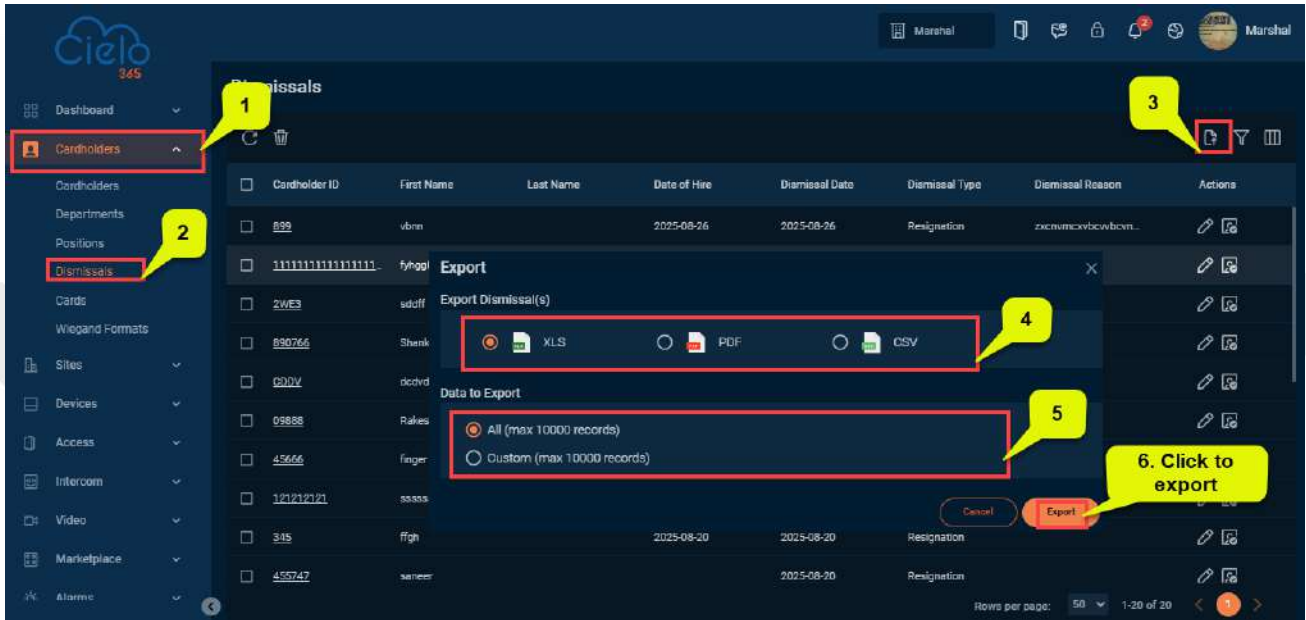 Cielo
365
Marshal
2
Marshal
Dismissals
1
3
Dashboard
Cardholders
Cardholders
Departments
Positions
2
Dismissals
Cards
Wiegand Formats
Sites
Devices
Access
Intercom
Video
Marketplace
Alarms
Cardholder ID First Name Last Name Date of Hire Dismissal Date Dismissal Type Dismissal Reason Actions
899 vbnn 2025-08-26 2025-08-26 Resignation
11111111111111111...
2WE3 sddff
890766 Shenk
CDDV dcdvd
09888 Rakes
45666 finger
121212121 sssss
345 ffgh 2025-08-20 2025-08-20 Resignation
455747 saneer 2025-08-20 Resignation
Export
Export Dismissal(s)
XLS PDF CSV
4
Data to Export
All (max 10000 records)
Custom (max 10000 records)
5
Cancel Export
6. Click to
export
Rows per page: 50 1-20 of 20 < 1 >